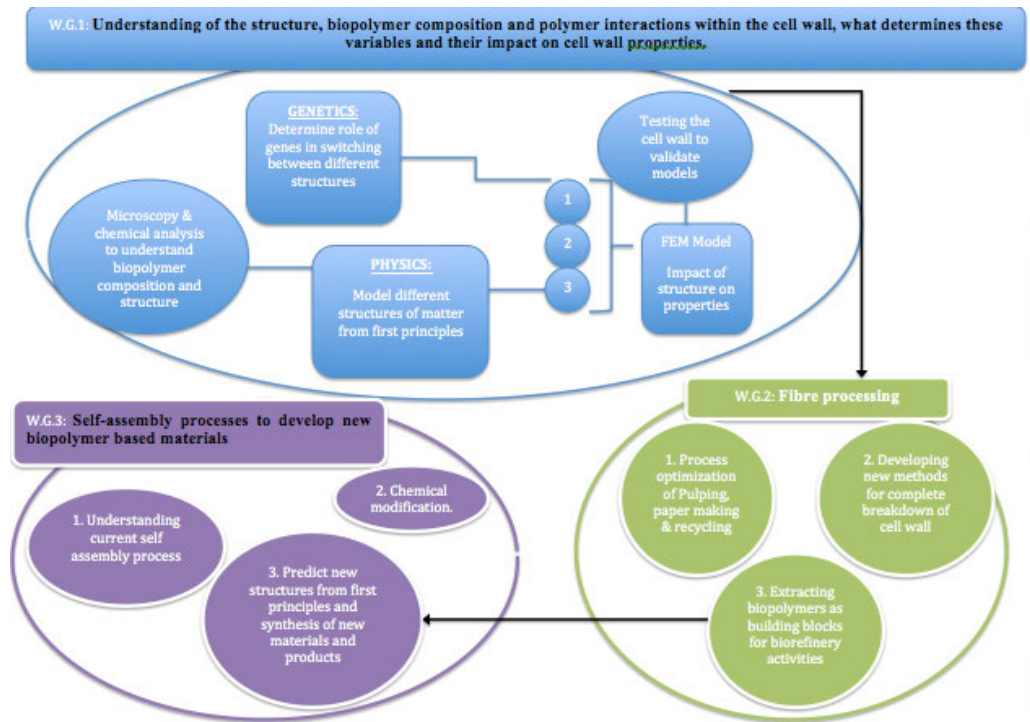 W.G.1: Understanding of the structure, biopolymer composition and polymer interactions within the cell wall, what determines these
variables and their impact on cell wall properties.
GENETICS:
Determine role of
genes in switching
between different
structures
Testing the
cell wall to
validate
models
Microscopy &
chemical analysis
to understand
biopolymer
composition and
structure
PHYSICS:
Model different
structures of matter
from first principles
1
2
3
FEM Model
Impact of
structure on
properties
W.G.2: Fibre processing
1. Process
optimization
of Pulping,
paper making
& recycling
2. Developing
new methods
for complete
breakdown of
cell wall
3. Extracting
biopolymers as
building blocks
for biorefinery
activities
W.G.3: Self-assembly processes to develop new
biopolymer based materials
1. Understanding
current self
assembly process
2. Chemical
modification.
3. Predict new
structures from first
principles and
synthesis of new
materials and
products